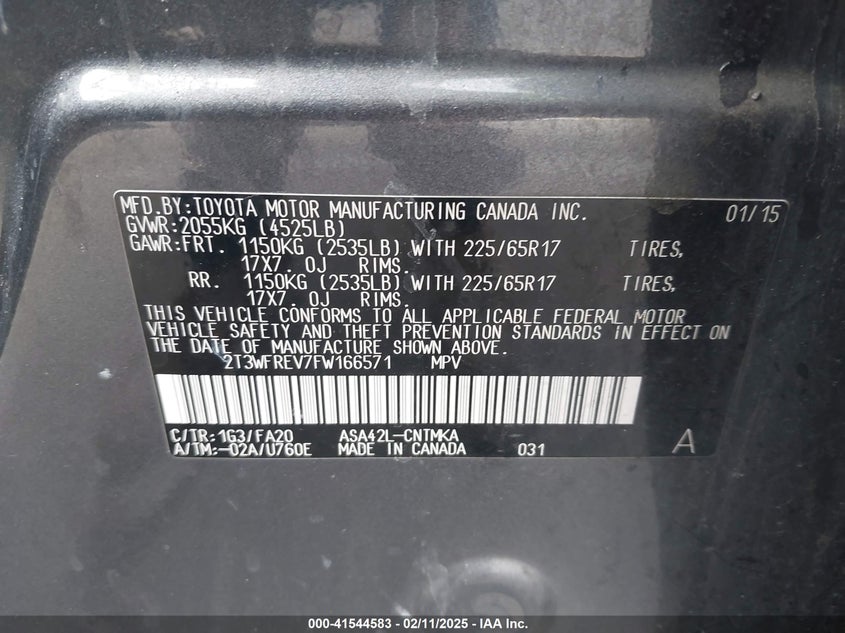 MFD.BY:TOYOTA MOTOR MANUFACTURING CANADA INC. 01/15
GVWR:2055KG (4525LB)
GAWR:FRT. 1150KG (2535LB) WITH 225/65R17 TIRES,
17X7. 0J RIMS.
RR. 1150KG (2535LB) WITH 225/65R17 TIRES,
17X7. 0J RIMS.
THIS VEHICLE CONFORMS TO ALL APPLICABLE FEDERAL MOTOR
VEHICLE SAFETY AND THEFT PREVENTION STANDARDS IN EFFECT ON
THE DATE OF MANUFACTURE SHOWN ABOVE.
2T3WFREV7FW166571 MPV
C/TR:1G3/FA20 ASA42L-CNTMKA
A/TM:-02A/U760E MADE IN CANADA 031 A
000-41544583 - 02/11/2025 - IAA Inc.